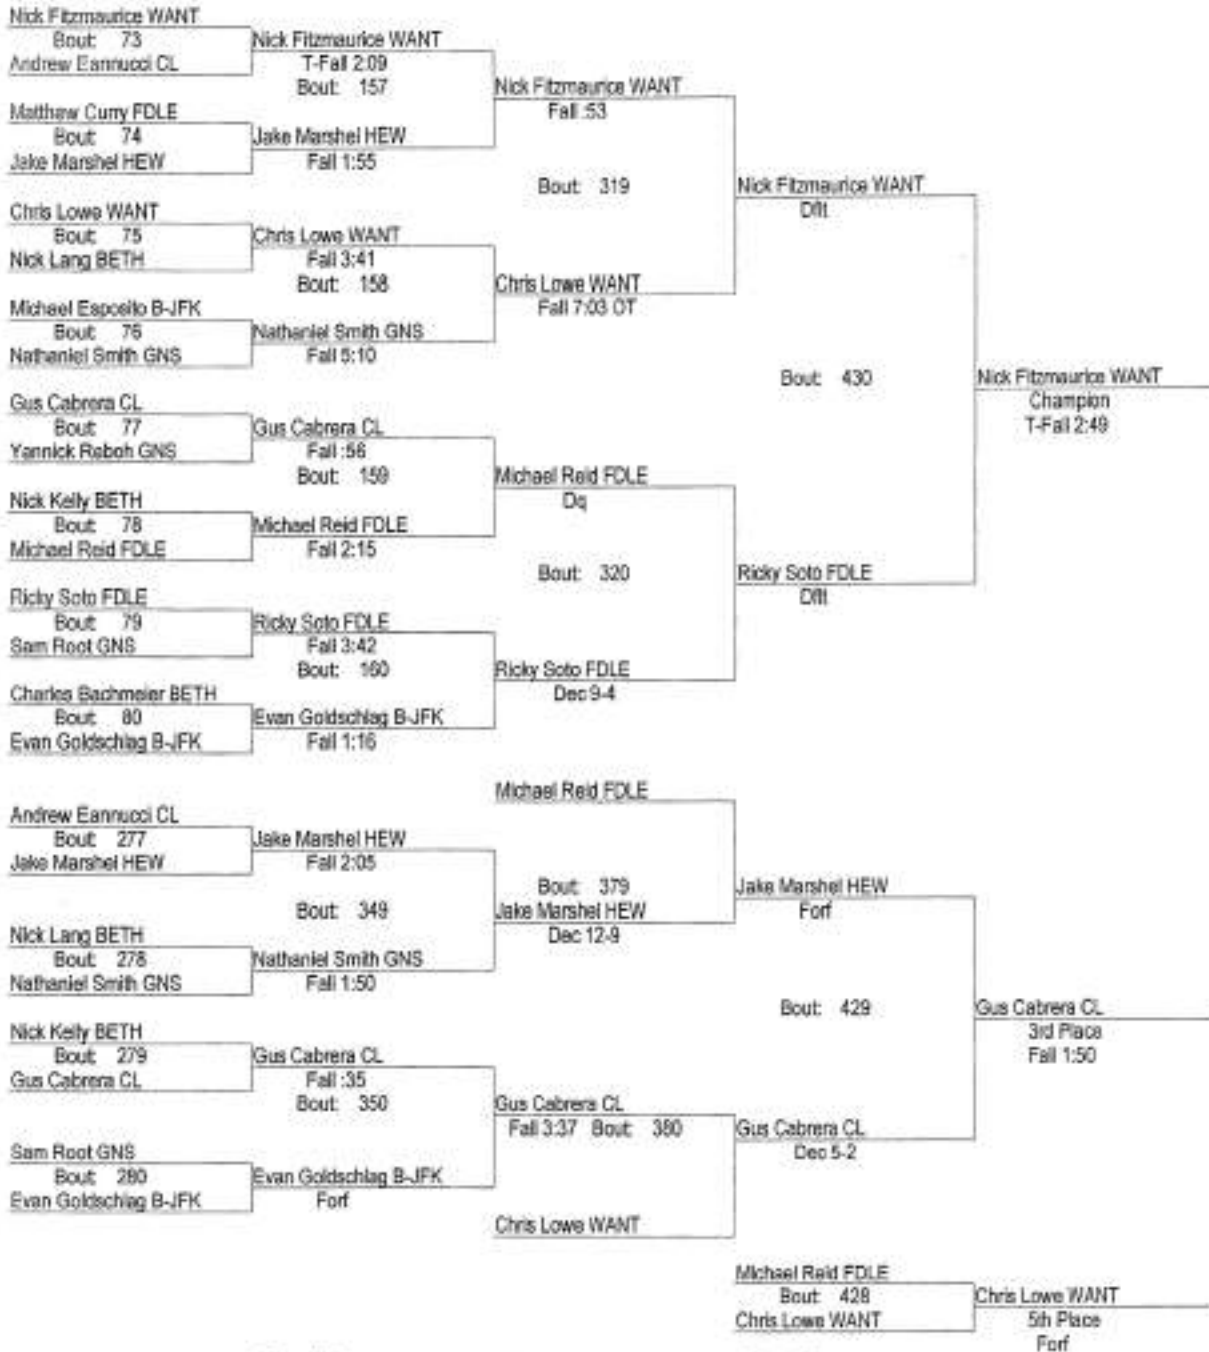 Nick Fitzmaurice WANT
Bout: 73
Andrew Eannucci CL
Nick Fitzmaurice WANT
T-Fall 2:09
Bout: 157
Matthew Curry FDLE
Bout: 74
Jake Marshel HEW
Jake Marshel HEW
Fall 1:55
Nick Fitzmaurice WANT
Fall :53
Bout: 319
Chris Lowe WANT
Bout: 75
Nick Lang BETH
Chris Lowe WANT
Fall 3:41
Bout: 158
Michael Esposito B-JFK
Bout: 76
Nathaniel Smith GNS
Nathaniel Smith GNS
Fall 5:10
Chris Lowe WANT
Fall 7:03 OT
Nick Fitzmaurice WANT
Dflt
Bout: 430
Nick Fitzmaurice WANT
Champion
T-Fall 2:49
Gus Cabrera CL
Bout: 77
Yannick Reboh GNS
Gus Cabrera CL
Fall :56
Bout: 159
Nick Kelly BETH
Bout: 78
Michael Reid FDLE
Michael Reid FDLE
Fall 2:15
Michael Reid FDLE
Dq
Bout: 320
Ricky Soto FDLE
Dflt
Ricky Soto FDLE
Bout: 79
Sam Root GNS
Ricky Soto FDLE
Fall 3:42
Bout: 160
Charles Bachmeier BETH
Bout: 80
Evan Goldschlag B-JFK
Evan Goldschlag B-JFK
Fall 1:16
Ricky Soto FDLE
Dec 9-4
Michael Reid FDLE
Andrew Eannucci CL
Bout: 277
Jake Marshel HEW
Jake Marshel HEW
Fall 2:05
Bout: 349
Nick Lang BETH
Bout: 278
Nathaniel Smith GNS
Nathaniel Smith GNS
Fall 1:50
Bout: 379
Jake Marshel HEW
Dec 12-9
Jake Marshel HEW
Forf
Bout: 429
Gus Cabrera CL
3rd Place
Fall 1:50
Nick Kelly BETH
Bout: 279
Gus Cabrera CL
Gus Cabrera CL
Fall :35
Bout: 350
Sam Root GNS
Bout: 280
Evan Goldschlag B-JFK
Evan Goldschlag B-JFK
Forf
Gus Cabrera CL
Fall 3:37 Bout: 380
Gus Cabrera CL
Dec 5-2
Chris Lowe WANT
Michael Reid FDLE
Bout: 428
Chris Lowe WANT
Chris Lowe WANT
5th Place
Forf